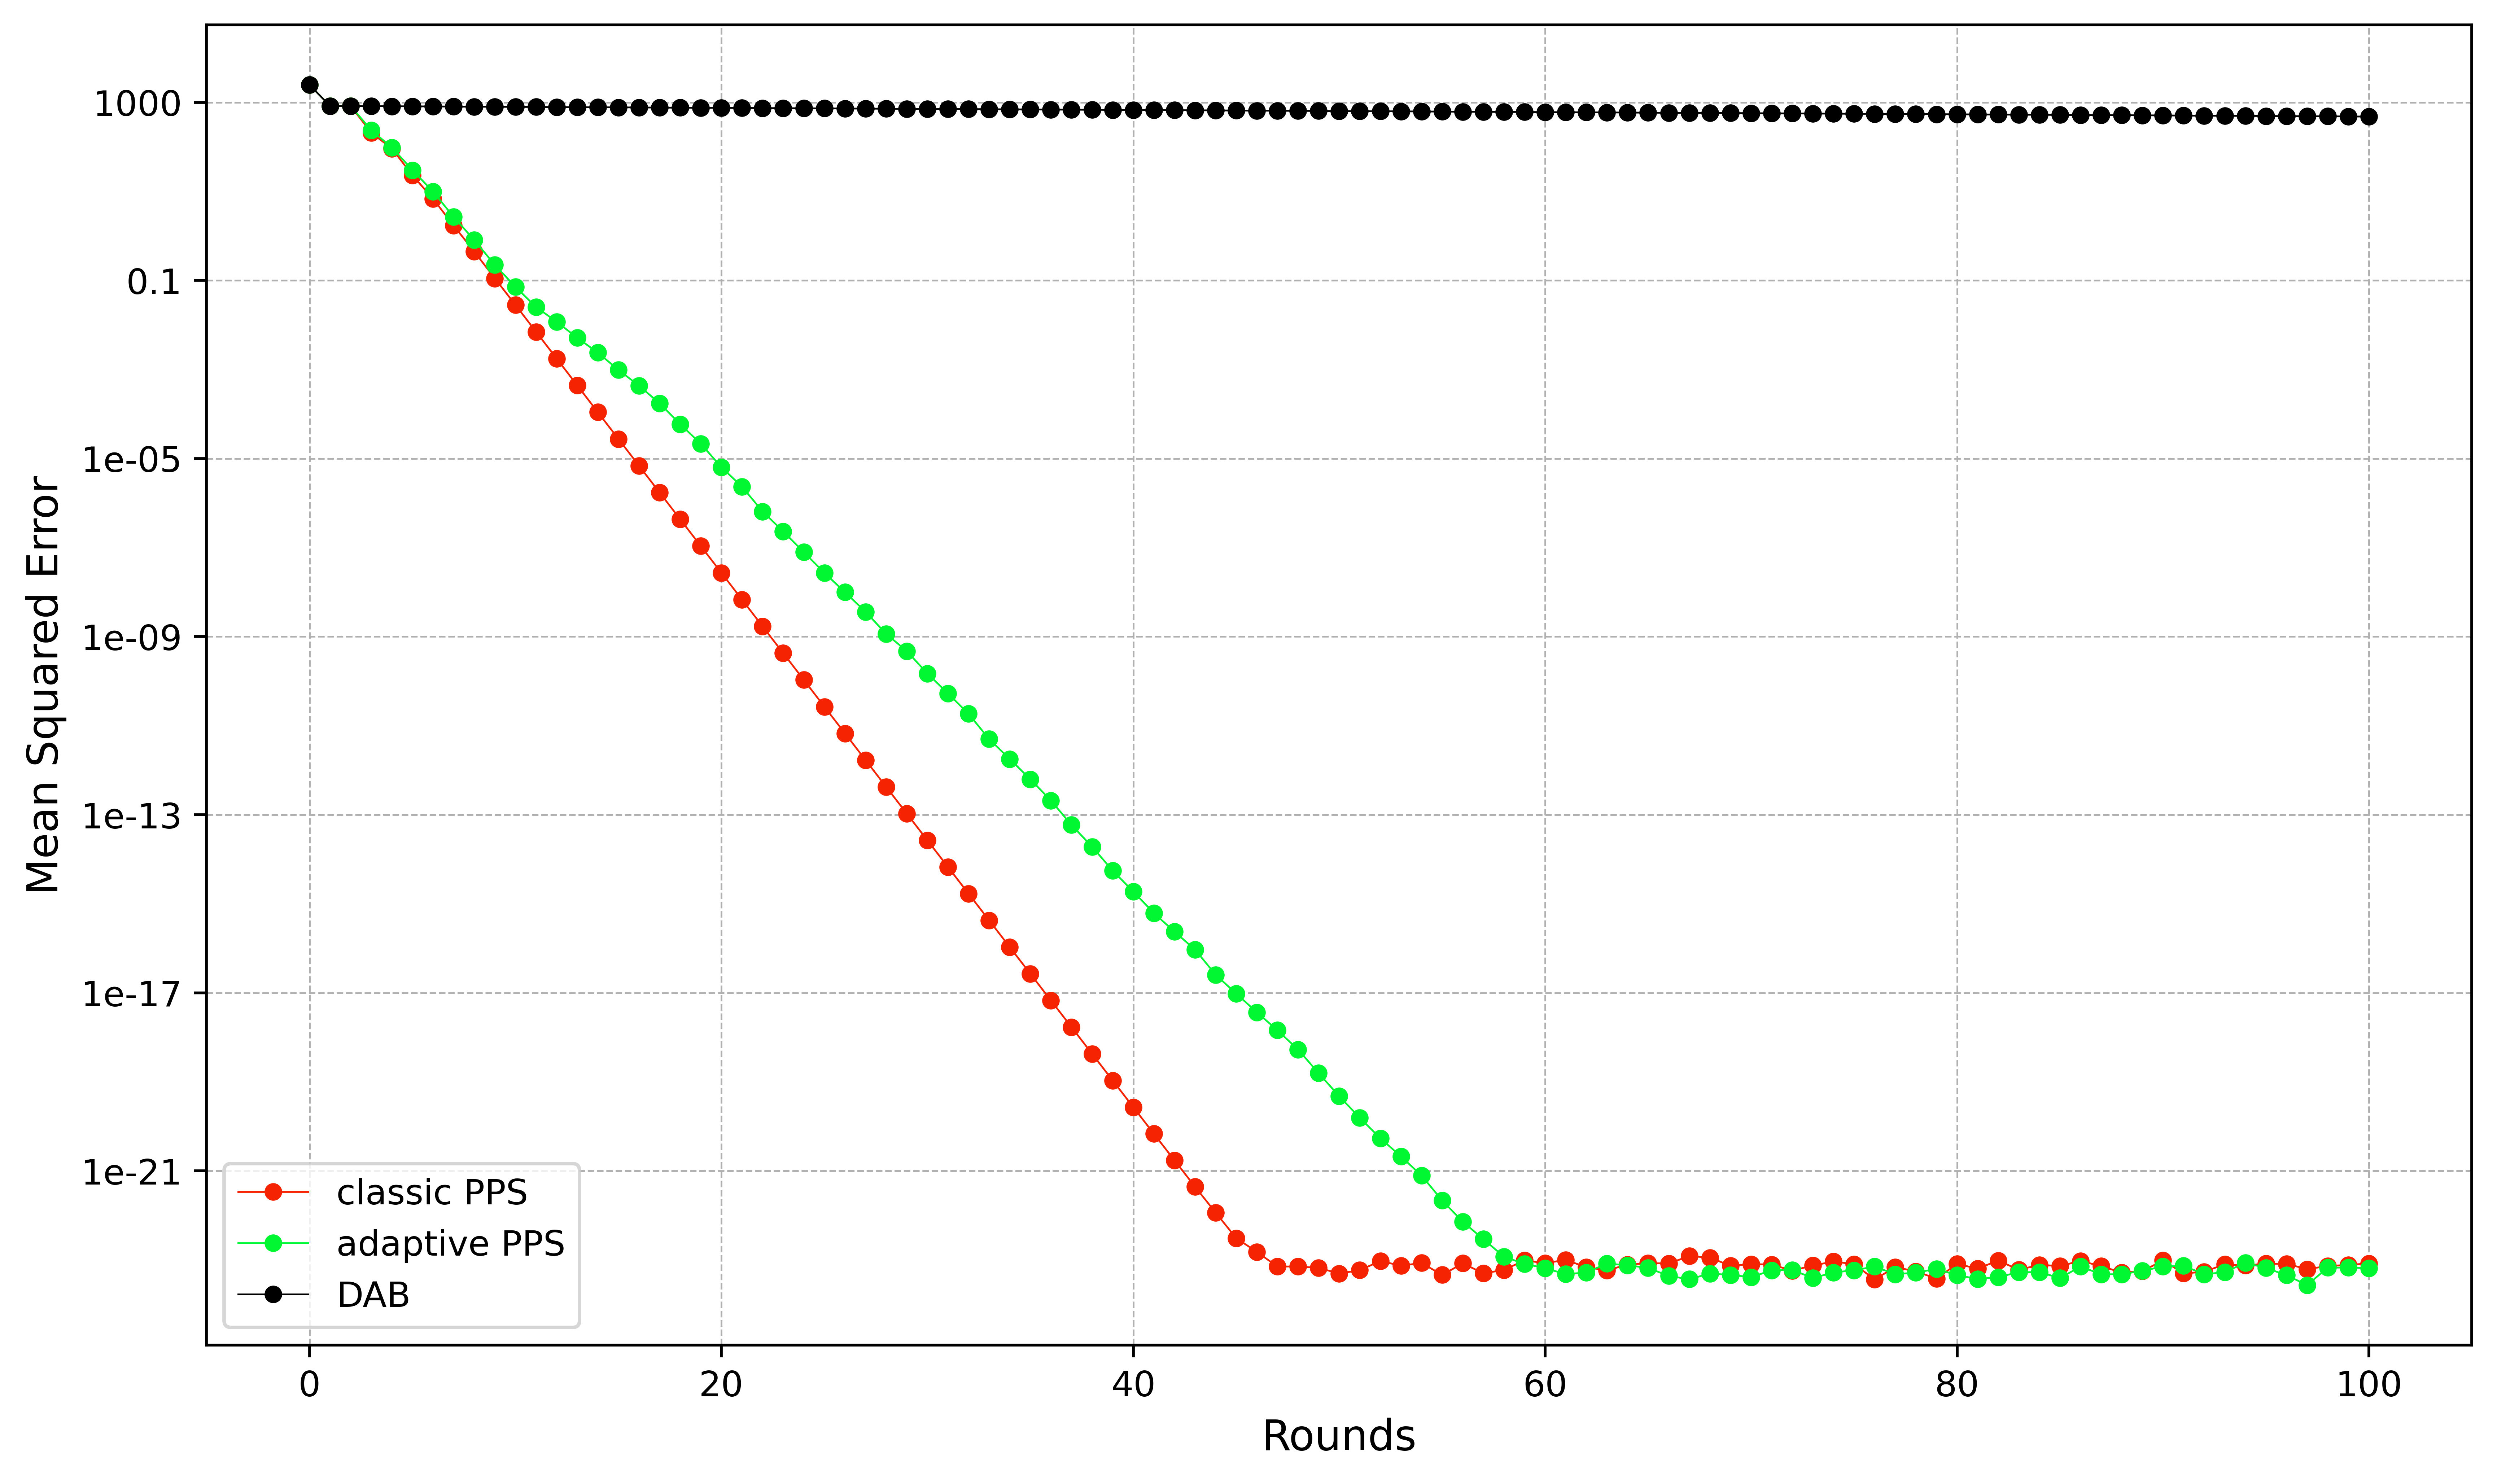 Mean Squared Error
1000
0.1
1e-05
1e-09
1e-13
1e-17
1e-21
classic PPS
adaptive PPS
DAB
0 20 40 60 80 100
Rounds